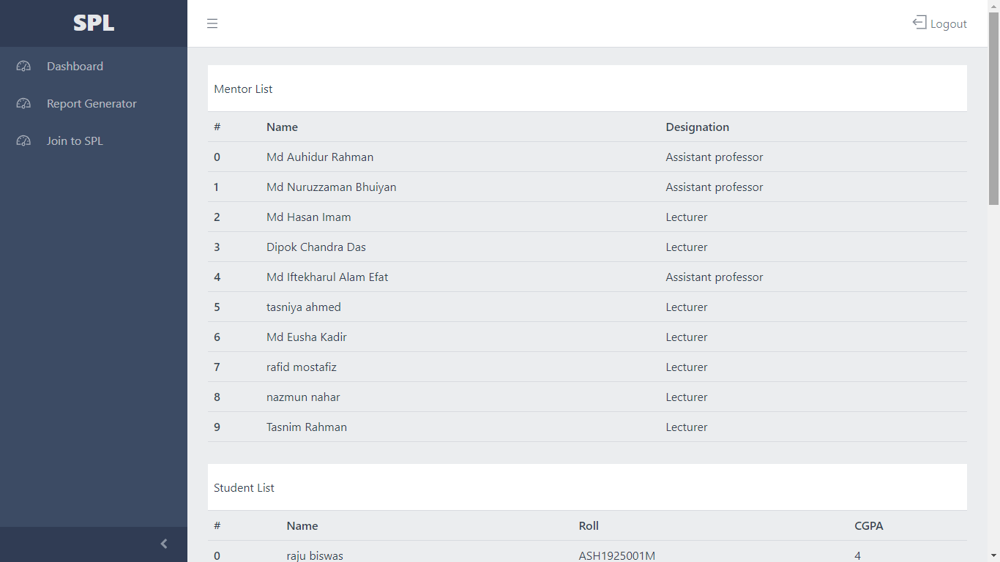 SPL
Logout
Dashboard
Report Generator
Join to SPL
Mentor List
# Name Designation
0 Md Auhidur Rahman Assistant professor
1 Md Nuruzzaman Bhuiyan Assistant professor
2 Md Hasan Imam Lecturer
3 Dipok Chandra Das Lecturer
4 Md Iftekharul Alam Efat Assistant professor
5 tasniya ahmed Lecturer
6 Md Eusha Kadir Lecturer
7 rafid mostafiz Lecturer
8 nazmun nahar Lecturer
9 Tasnim Rahman Lecturer
Student List
# Name Roll CGPA
0 raju biswas ASH1925001M 4